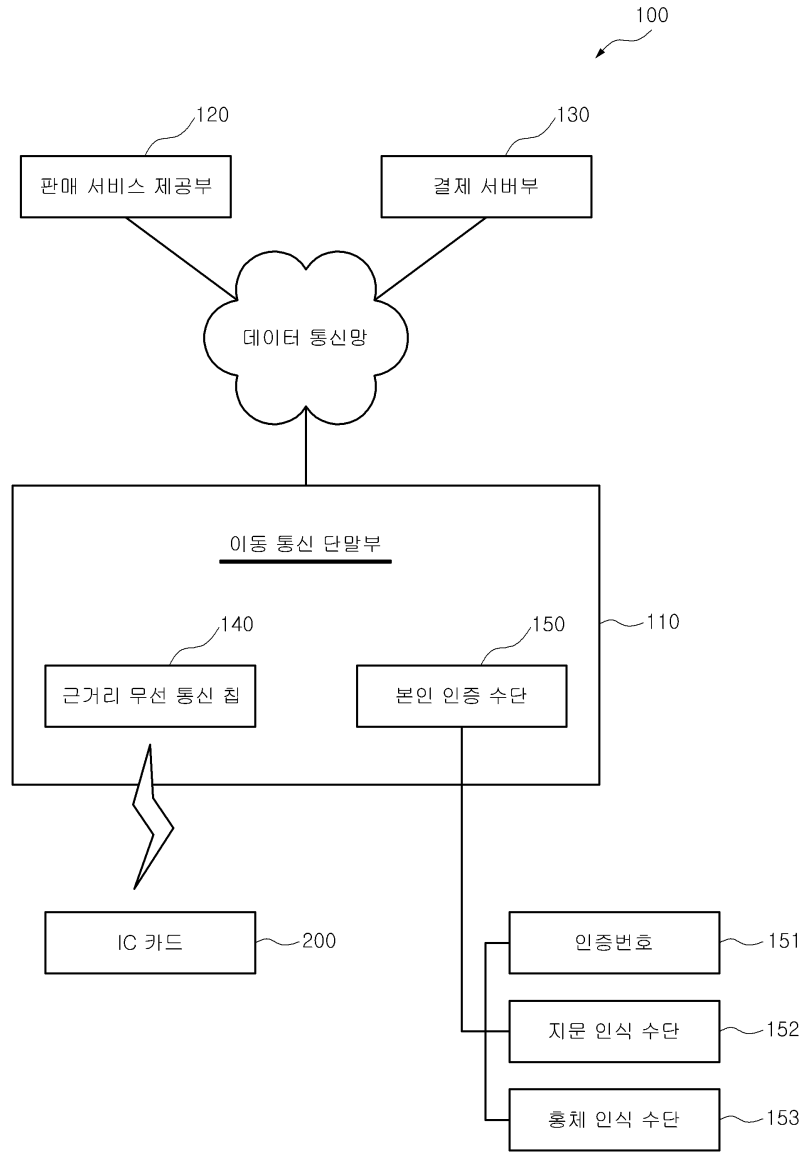 100
120
130
판매 서비스 제공부
결제 서버부
데이터 통신망
이동 통신 단말부
140
150
110
근거리 무선 통신 칩
본인 인증 수단
IC 카드
200
인증번호
151
지문 인식 수단
152
홍체 인식 수단
153